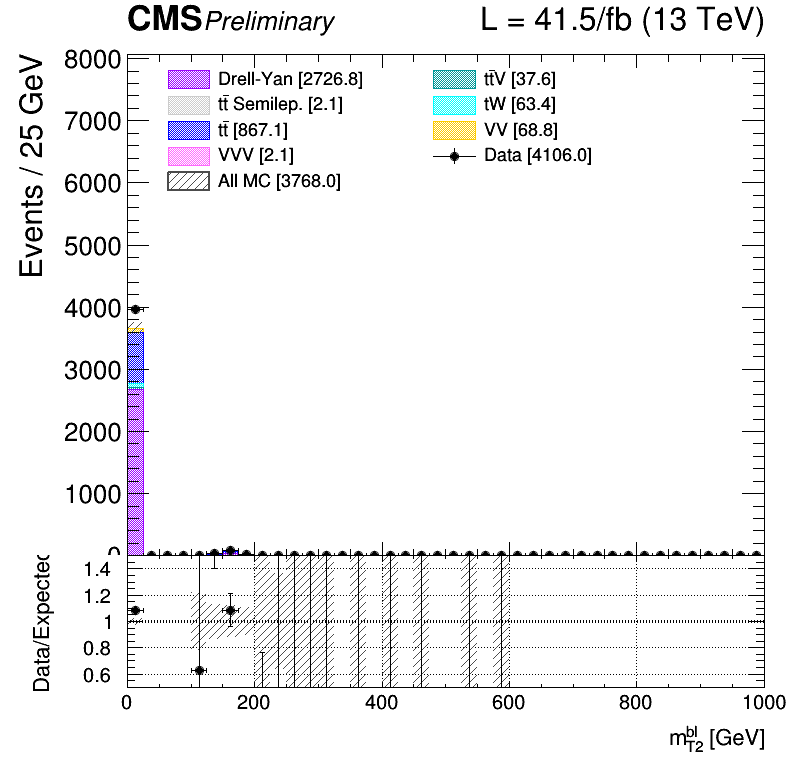 CMS Preliminary L = 41.5/fb (13 TeV)
Events / 25 GeV
8000
7000
6000
5000
4000
3000
2000
1000
0
Drell-Yan [2726.8]
tt̄ Semilep. [2.1]
tt̄ [867.1]
VVV [2.1]
All MC [3768.0]
tt̄V [37.6]
tW [63.4]
VV [68.8]
Data [4106.0]
Data/Expected
1.4
1.2
1
0.8
0.6
0 200 400 600 800 1000
m_{T2}^{bl} [GeV]